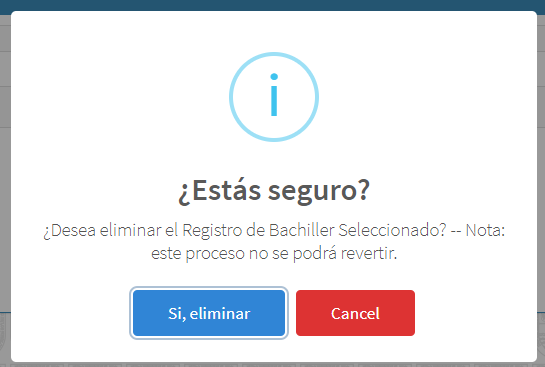 ¿Estás seguro?
¿Desea eliminar el Registro de Bachiller Seleccionado? -- Nota:
este proceso no se podrá revertir.
Si, eliminar
Cancel